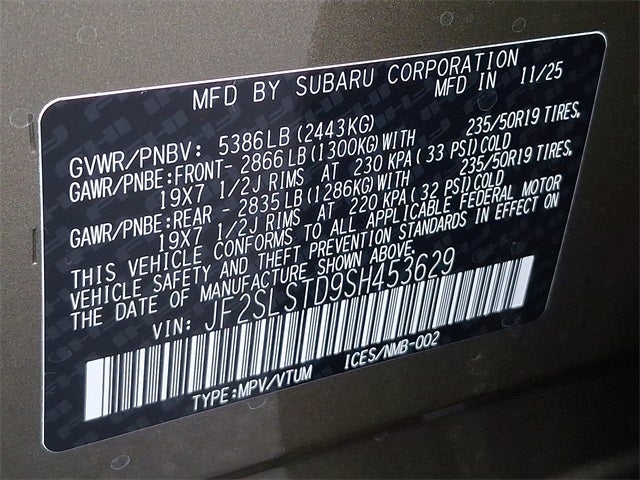 MFD BY SUBARU CORPORATION
MFD IN 11/25
GVWR/PNBV: 5386LB(2443KG)
GAWR/PNBE:FRONT- 2866LB(1300KG)WITH 235/50R19 TIRES,
19X7 1/2J RIMS AT 230 KPA(33 PSI)COLD
GAWR/PNBE:REAR - 2835LB(1286KG)WITH 235/50R19 TIRES,
19X7 1/2J RIMS AT 220 KPA(32 PSI)COLD
THIS VEHICLE CONFORMS TO ALL APPLICABLE FEDERAL MOTOR
VEHICLE SAFETY AND THEFT PREVENTION STANDARDS IN EFFECT ON
THE DATE OF MANUFACTURE SHOWN ABOVE.
VIN: JF2SLSTD9SH453629
TYPE:MPV/VTUM ICES/NMB-002